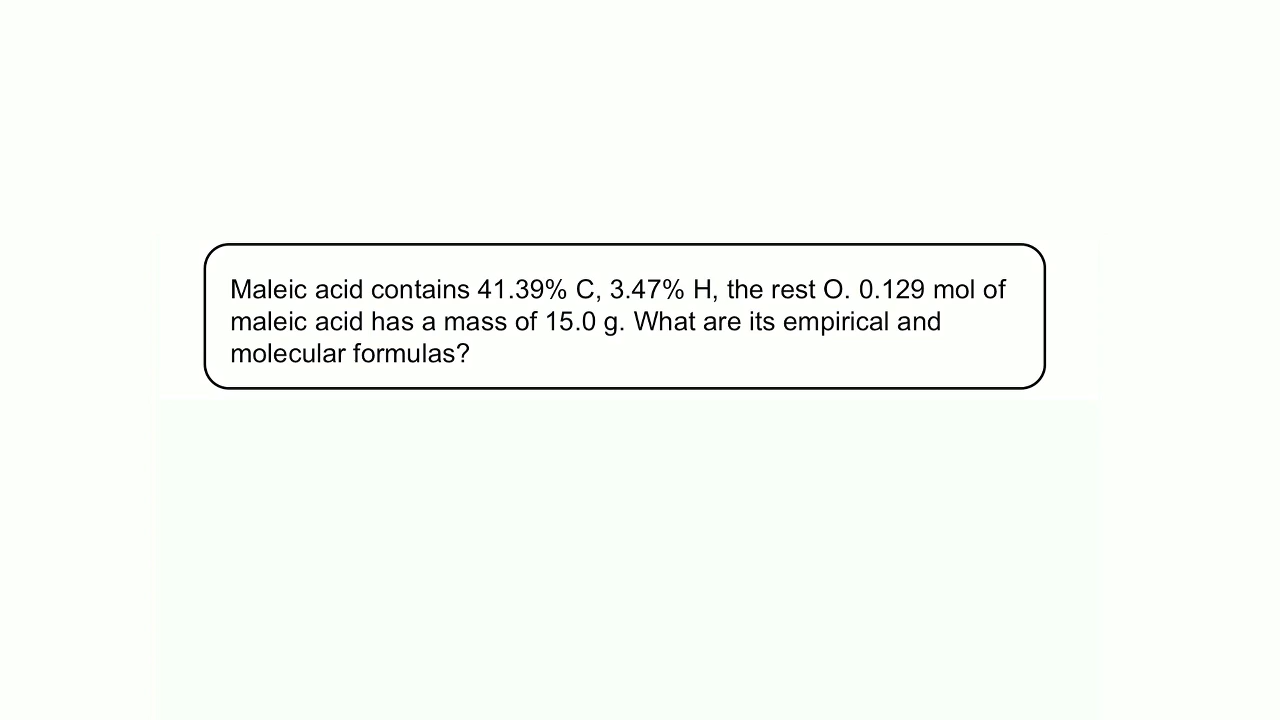 Maleic acid contains 41.39% C, 3.47% H, the rest O. 0.129 mol of
maleic acid has a mass of 15.0 g. What are its empirical and
molecular formulas?